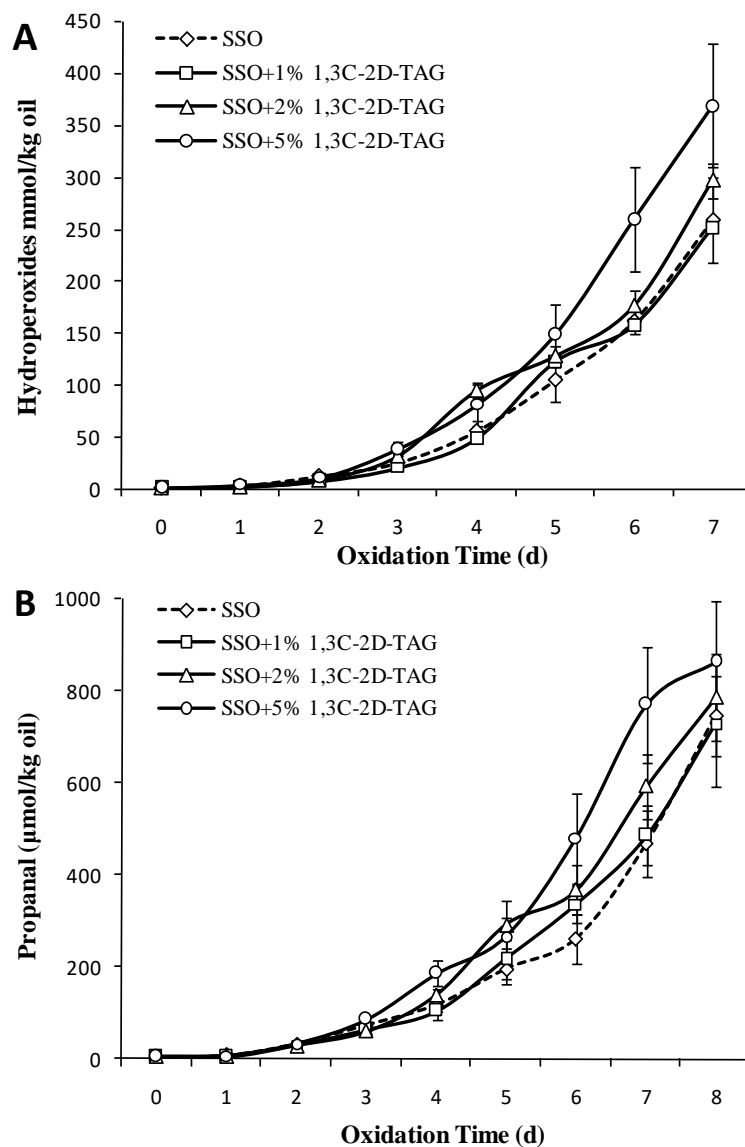 A
SSO
SSO+1% 1,3C-2D-TAG
SSO+2% 1,3C-2D-TAG
SSO+5% 1,3C-2D-TAG
Hydroperoxides mmol/kg oil
450
400
350
300
250
200
150
100
50
0
0 1 2 3 4 5 6 7
Oxidation Time (d)
B
SSO
SSO+1% 1,3C-2D-TAG
SSO+2% 1,3C-2D-TAG
SSO+5% 1,3C-2D-TAG
Propanal (µmol/kg oil)
1000
800
600
400
200
0
0 1 2 3 4 5 6 7 8
Oxidation Time (d)